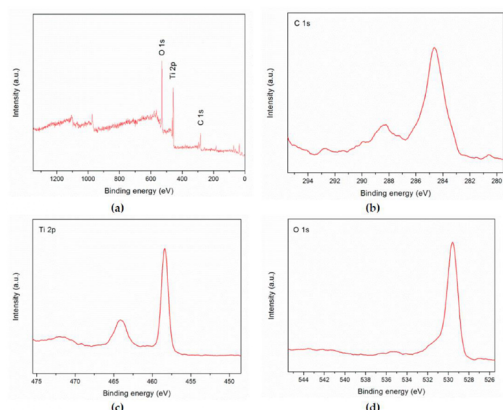 O 1s
Ti 2p
C 1s
Intensity (a.u.)
1200 1000 800 600 400 200 0
Binding energy (eV)
(a)
C 1s
Intensity (a.u.)
294 292 290 288 286 284 282 280
Binding energy (eV)
(b)
Ti 2p
Intensity (a.u.)
475 470 465 460 455 450
Binding energy (eV)
(c)
O 1s
Intensity (a.u.)
544 542 540 538 536 534 532 530 528 526
Binding energy (eV)
(d)